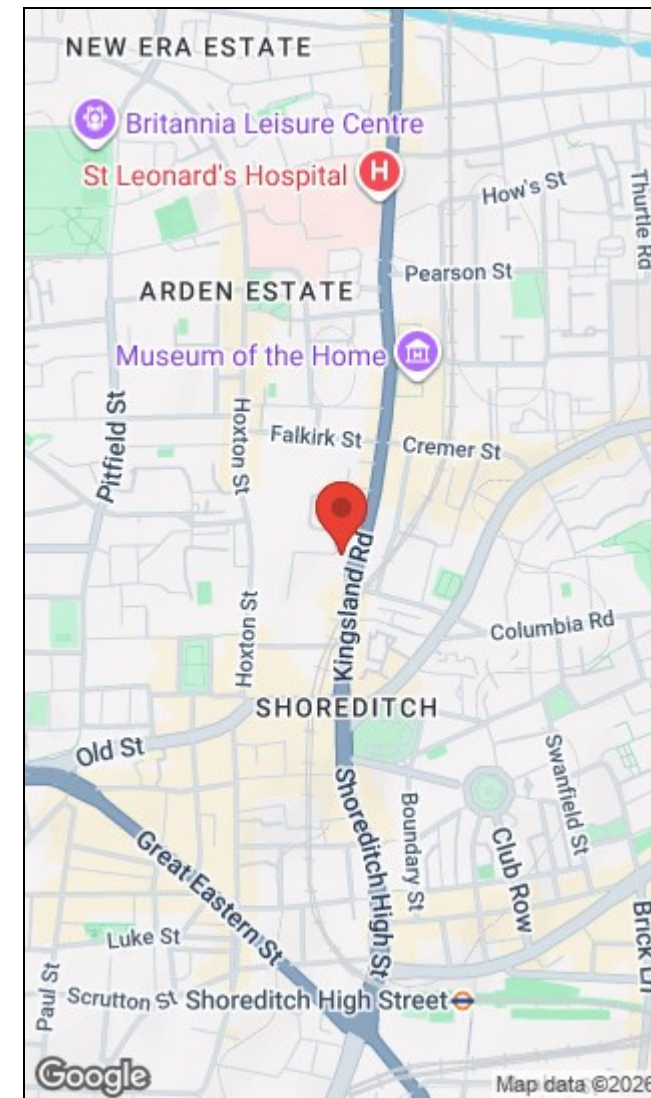 NEW ERA ESTATE
Britannia Leisure Centre
St Leonard's Hospital
H
How's St
Thurtle Rd
Pearson St
ARDEN ESTATE
Museum of the Home
Pitfield St
Hoxton St
Falkirk St
Cremer St
Kingsland Rd
Hoxton St
Columbia Rd
SHOREDITCH
Old St
Swanfield St
Shoreditch High St
Boundary St
Club Row
Great Eastern St
Luke St
Brick Ln
Paul St
Scrutton St
Shoreditch High Street
Google
Map data ©2026